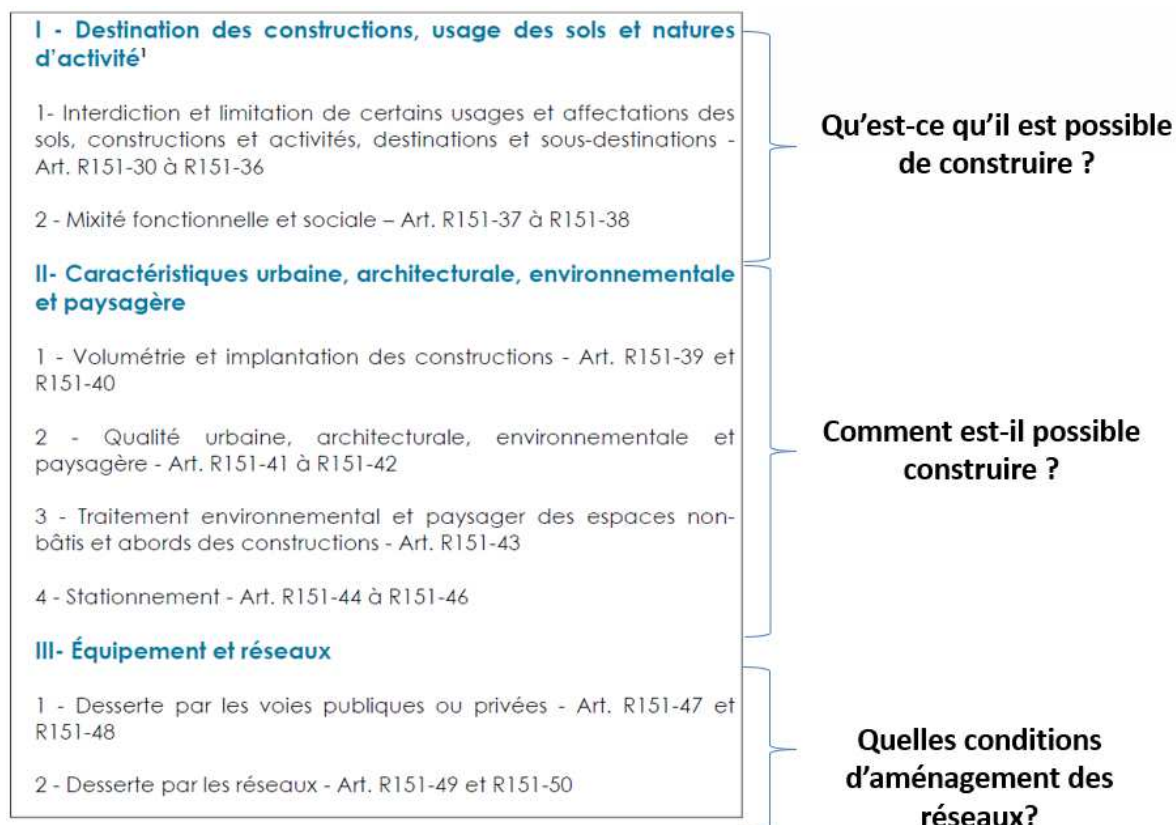 I - Destination des constructions, usage des sols et natures
d'activité¹
1- Interdiction et limitation de certains usages et affectations des
sols, constructions et activités, destinations et sous-destinations -
Art. R151-30 à R151-36
2 - Mixité fonctionnelle et sociale – Art. R151-37 à R151-38
Qu'est-ce qu'il est possible
de construire ?
II- Caractéristiques urbaine, architecturale, environnementale
et paysagère
1 - Volumétrie et implantation des constructions - Art. R151-39 et
R151-40
2 - Qualité urbaine, architecturale, environnementale et
paysagère - Art. R151-41 à R151-42
3 - Traitement environnemental et paysager des espaces non-
bâtis et abords des constructions - Art. R151-43
4 - Stationnement - Art. R151-44 à R151-46
Comment est-il possible
construire ?
III- Équipement et réseaux
1 - Desserte par les voies publiques ou privées - Art. R151-47 et
R151-48
2 - Desserte par les réseaux - Art. R151-49 et R151-50
Quelles conditions
d'aménagement des
réseaux?